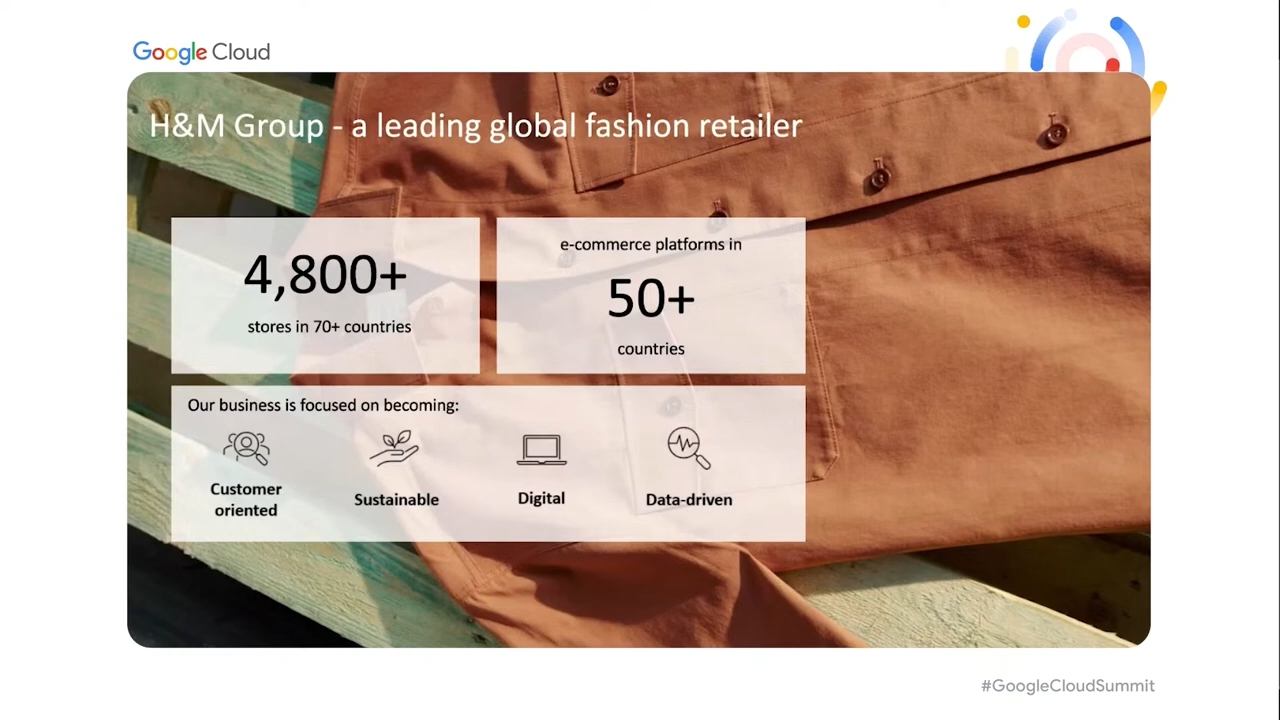 Google Cloud
H&M Group - a leading global fashion retailer
4,800+
stores in 70+ countries
e-commerce platforms in
50+
countries
Our business is focused on becoming:
Customer
oriented
Sustainable
Digital
Data-driven
#GoogleCloudSummit